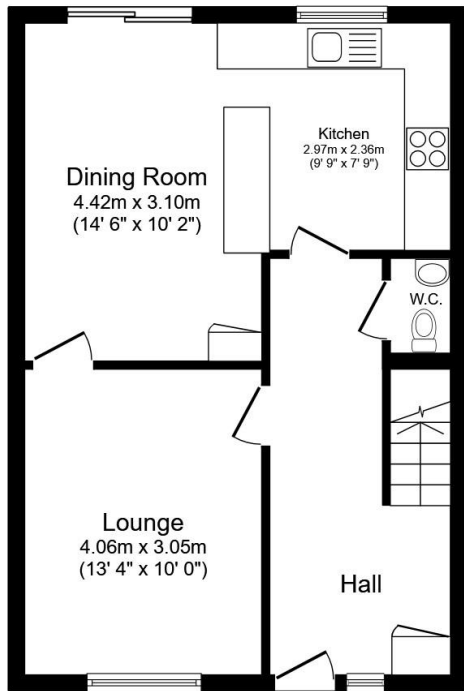 Kitchen
2.97m x 2.36m
(9' 9" x 7' 9")
Dining Room
4.42m x 3.10m
(14' 6" x 10' 2")
W.C.
Lounge
4.06m x 3.05m
(13' 4" x 10' 0")
Hall